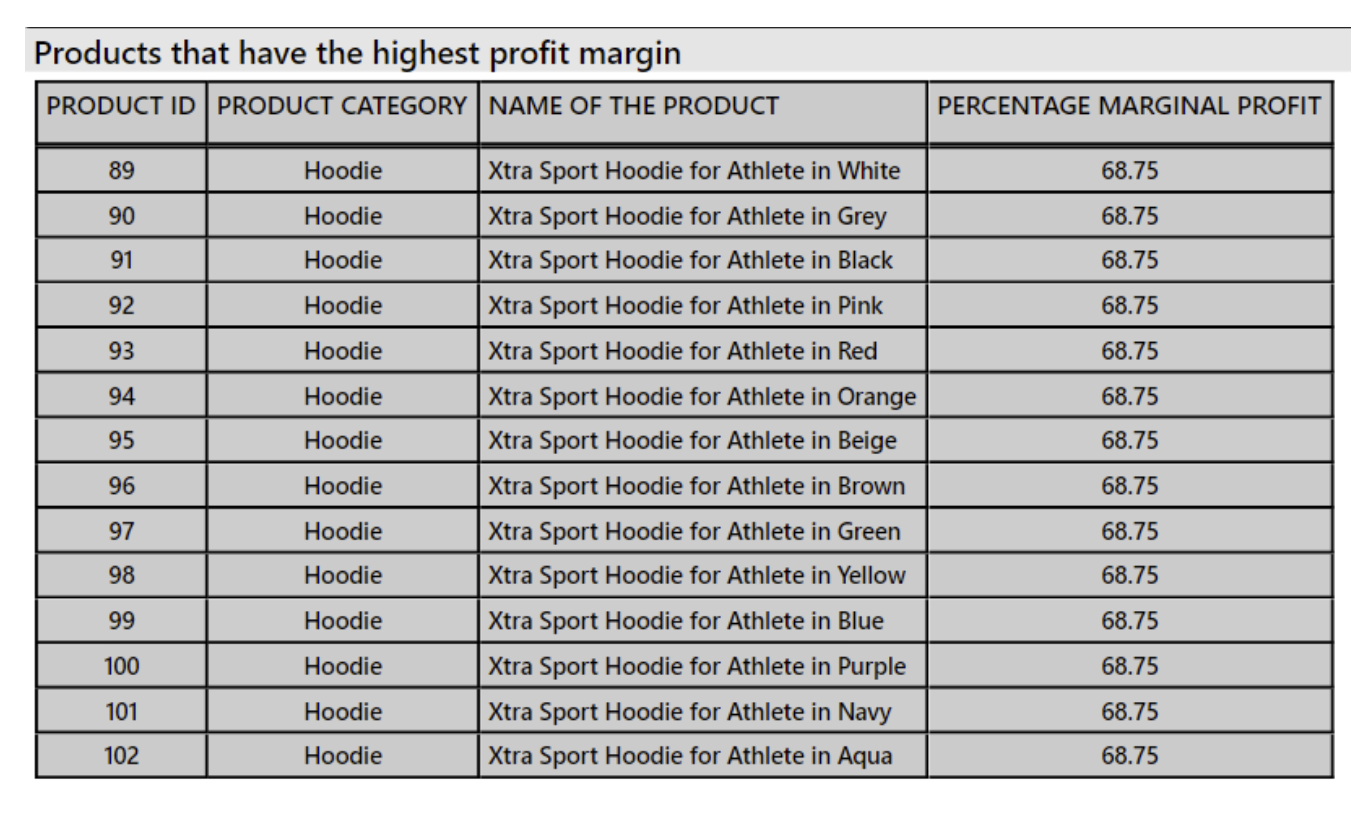 Products that have the highest profit margin
PRODUCT ID PRODUCT CATEGORY NAME OF THE PRODUCT PERCENTAGE MARGINAL PROFIT
89 Hoodie Xtra Sport Hoodie for Athlete in White 68.75
90 Hoodie Xtra Sport Hoodie for Athlete in Grey 68.75
91 Hoodie Xtra Sport Hoodie for Athlete in Black 68.75
92 Hoodie Xtra Sport Hoodie for Athlete in Pink 68.75
93 Hoodie Xtra Sport Hoodie for Athlete in Red 68.75
94 Hoodie Xtra Sport Hoodie for Athlete in Orange 68.75
95 Hoodie Xtra Sport Hoodie for Athlete in Beige 68.75
96 Hoodie Xtra Sport Hoodie for Athlete in Brown 68.75
97 Hoodie Xtra Sport Hoodie for Athlete in Green 68.75
98 Hoodie Xtra Sport Hoodie for Athlete in Yellow 68.75
99 Hoodie Xtra Sport Hoodie for Athlete in Blue 68.75
100 Hoodie Xtra Sport Hoodie for Athlete in Purple 68.75
101 Hoodie Xtra Sport Hoodie for Athlete in Navy 68.75
102 Hoodie Xtra Sport Hoodie for Athlete in Aqua 68.75